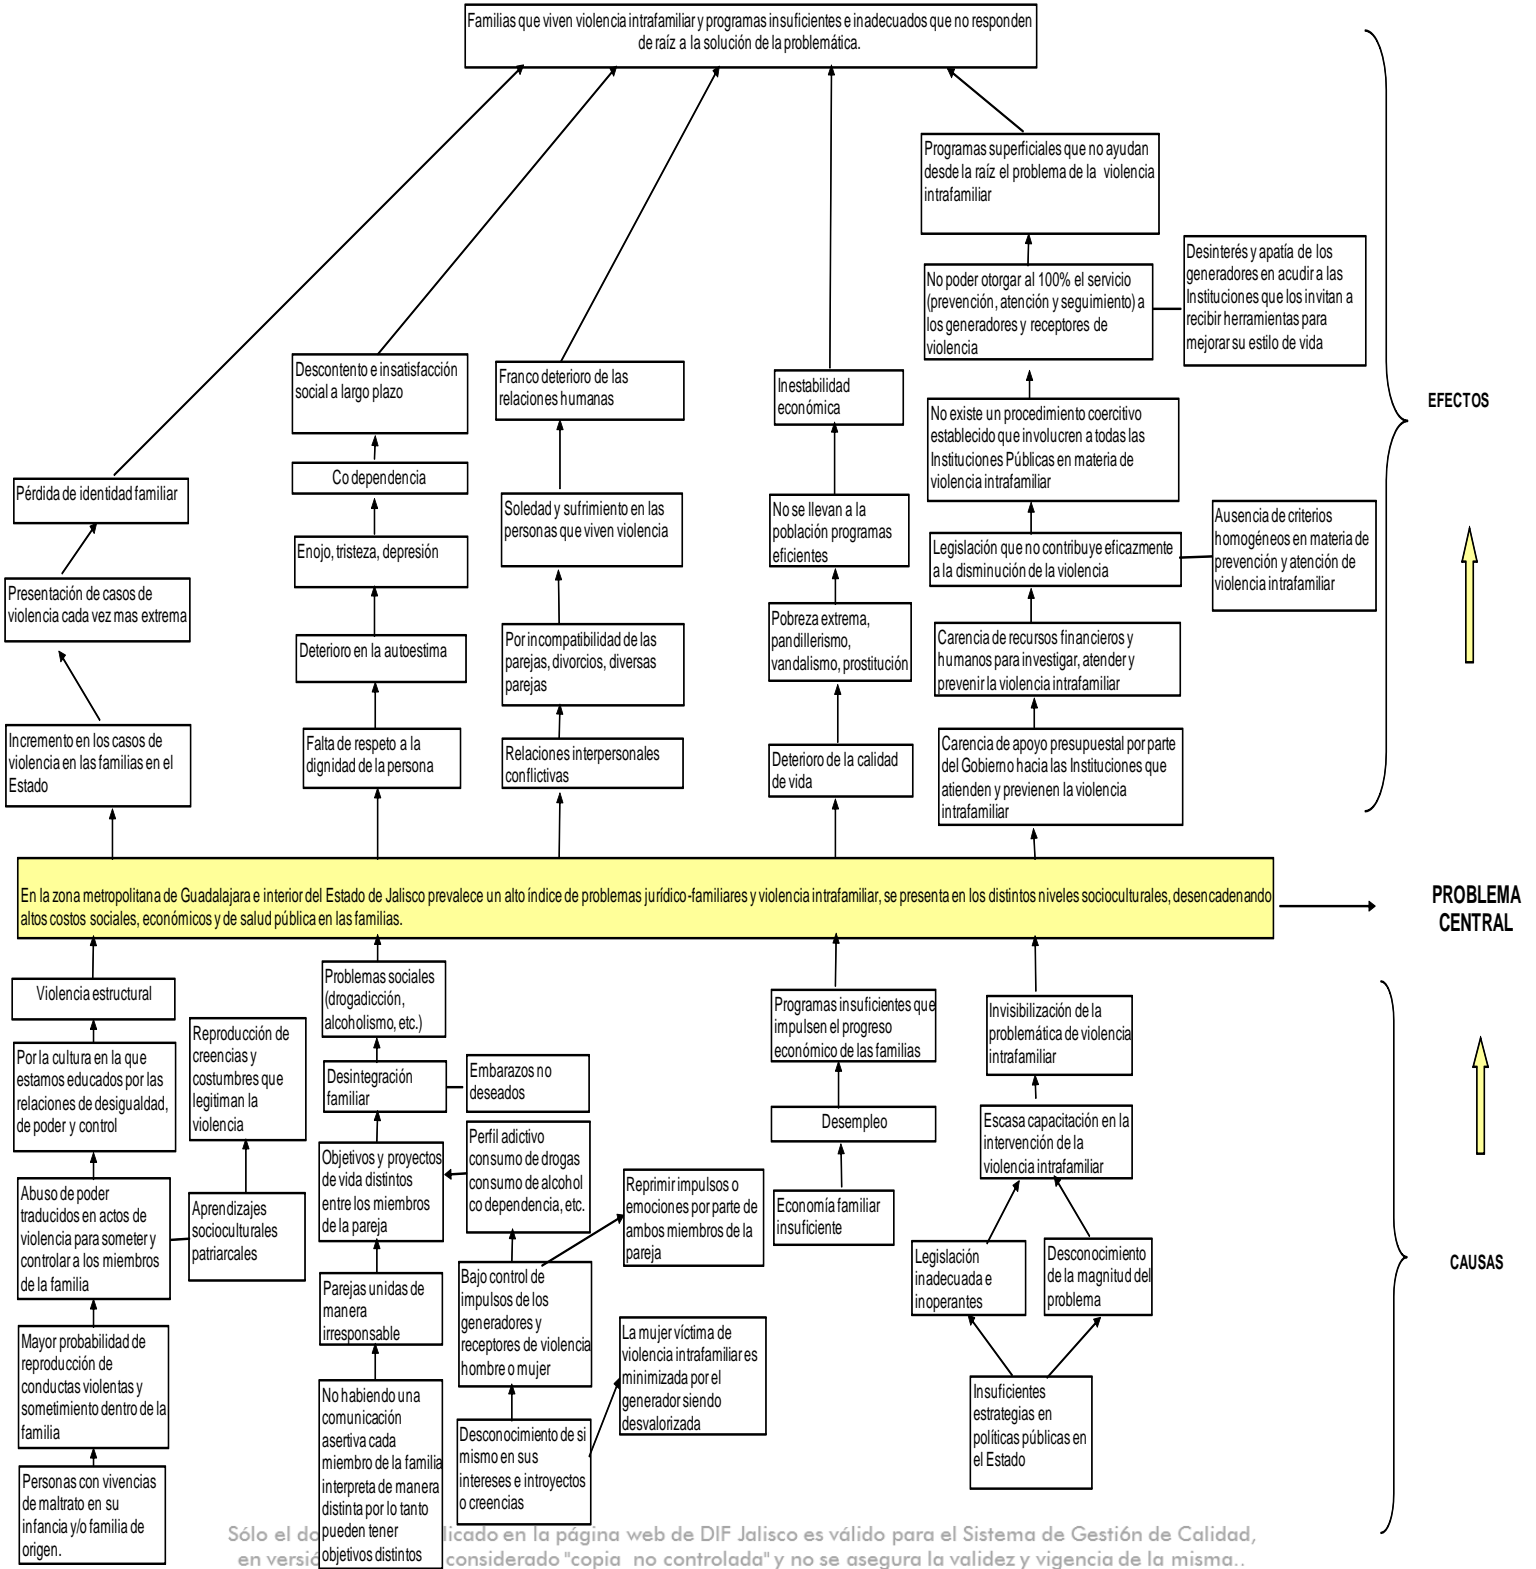 Familias que viven violencia intrafamiliar y programas insuficientes e inadecuados que no responden
de raíz a la solución de la problemática.
Programas superficiales que no ayudan
desde la raíz el problema de la violencia
intrafamiliar
No poder otorgar al 100% el servicio
(prevención, atención y seguimiento) a
los generadores y receptores de
violencia
Desinterés y apatía de los
generadores en acudir a las
Instituciones que los invitan a
recibir herramientas para
mejorar su estilo de vida
Descontento e insatisfacción
social a largo plazo
Franco deterioro de las
relaciones humanas
Inestabilidad
económica
No existe un procedimiento coercitivo
establecido que involucren a todas las
Instituciones Públicas en materia de
violencia intrafamiliar
EFECTOS
Pérdida de identidad familiar
Co dependencia
Soledad y sufrimiento en las
personas que viven violencia
No se llevan a la
población programas
eficientes
Legislación que no contribuye eficazmente
a la disminución de la violencia
Ausencia de criterios
homogéneos en materia de
prevención y atención de
violencia intrafamiliar
Enojo, tristeza, depresión
Presentación de casos de
violencia cada vez mas extrema
Deterioro en la autoestima
Por incompatibilidad de las
parejas, divorcios, diversas
parejas
Pobreza extrema,
pandillerismo,
vandalismo, prostitución
Carencia de recursos financieros y
humanos para investigar, atender y
prevenir la violencia intrafamiliar
Incremento en los casos de
violencia en las familias en el
Estado
Falta de respeto a la
dignidad de la persona
Relaciones interpersonales
conflictivas
Deterioro de la calidad
de vida
Carencia de apoyo presupuestal por parte
del Gobierno hacia las Instituciones que
atienden y previenen la violencia
intrafamiliar
En la zona metropolitana de Guadalajara e interior del Estado de Jalisco prevalece un alto índice de problemas jurídico-familiares y violencia intrafamiliar, se presenta en los distintos niveles socioculturales, desencadenando
altos costos sociales, económicos y de salud pública en las familias.
PROBLEMA
CENTRAL
Violencia estructural
Por la cultura en la que
estamos educados por las
relaciones de desigualdad,
de poder y control
Reproducción de
creencias y
costumbres que
legitiman la
violencia
Abuso de poder
traducidos en actos de
violencia para someter y
controlar a los miembros
de la familia
Aprendizajes
socioculturales
patriarcales
Mayor probabilidad de
reproducción de
conductas violentas y
sometimiento dentro de la
familia
Personas con vivencias
de maltrato en su
infancia y/o familia de
origen.
Problemas sociales
(drogadicción,
alcoholismo, etc.)
Desintegración
familiar
Embarazos no
deseados
Objetivos y proyectos
de vida distintos
entre los miembros
de la pareja
Perfil adictivo
consumo de drogas
consumo de alcohol
co dependencia, etc.
Reprimir impulsos o
emociones por parte de
ambos miembros de la
pareja
Parejas unidas de
manera
irresponsable
Bajo control de
impulsos de los
generadores y
receptores de violencia
hombre o mujer
La mujer víctima de
violencia intrafamiliar es
minimizada por el
generador siendo
desvalorizada
No habiendo una
comunicación
asertiva cada
miembro de la familia
interpreta de manera
distinta por lo tanto
pueden tener
objetivos distintos
Desconocimiento de si
mismo en sus
intereses e introyectos
o creencias
Programas insuficientes que
impulsen el progreso
económico de las familias
Desempleo
Economía familiar
insuficiente
Invisibilización de la
problemática de violencia
intrafamiliar
Escasa capacitación en la
intervención de la
violencia intrafamiliar
Legislación
inadecuada e
inoperantes
Desconocimiento
de la magnitud del
problema
Insuficientes
estrategias en
políticas públicas en
el Estado
CAUSAS
Sólo el licado en la página web de DIF Jalisco es válido para el Sistema de Gestión de Calidad,
en considerado "copia no controlada" y no se asegura la validez y vigencia de la misma..